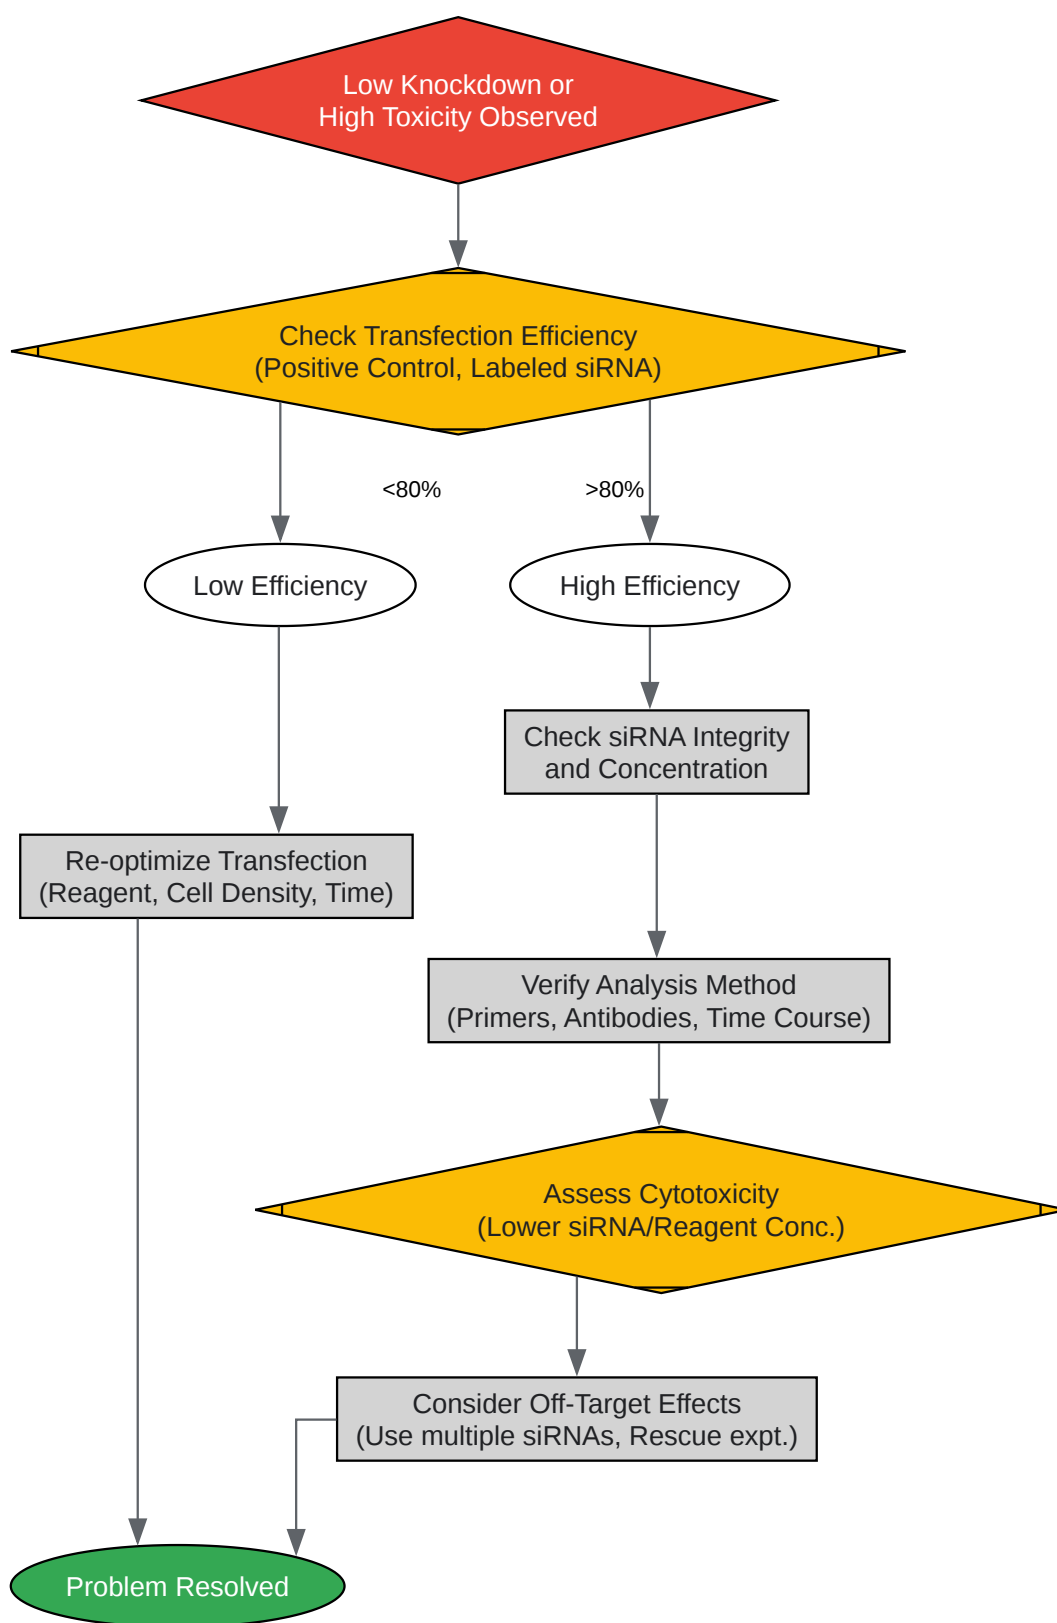 Low Knockdown or
High Toxicity Observed
Check Transfection Efficiency
(Positive Control, Labeled siRNA)
<80%
>80%
Low Efficiency
High Efficiency
Check siRNA Integrity
and Concentration
Re-optimize Transfection
(Reagent, Cell Density, Time)
Verify Analysis Method
(Primers, Antibodies, Time Course)
Assess Cytotoxicity
(Lower siRNA/Reagent Conc.)
Consider Off-Target Effects
(Use multiple siRNAs, Rescue expt.)
Problem Resolved